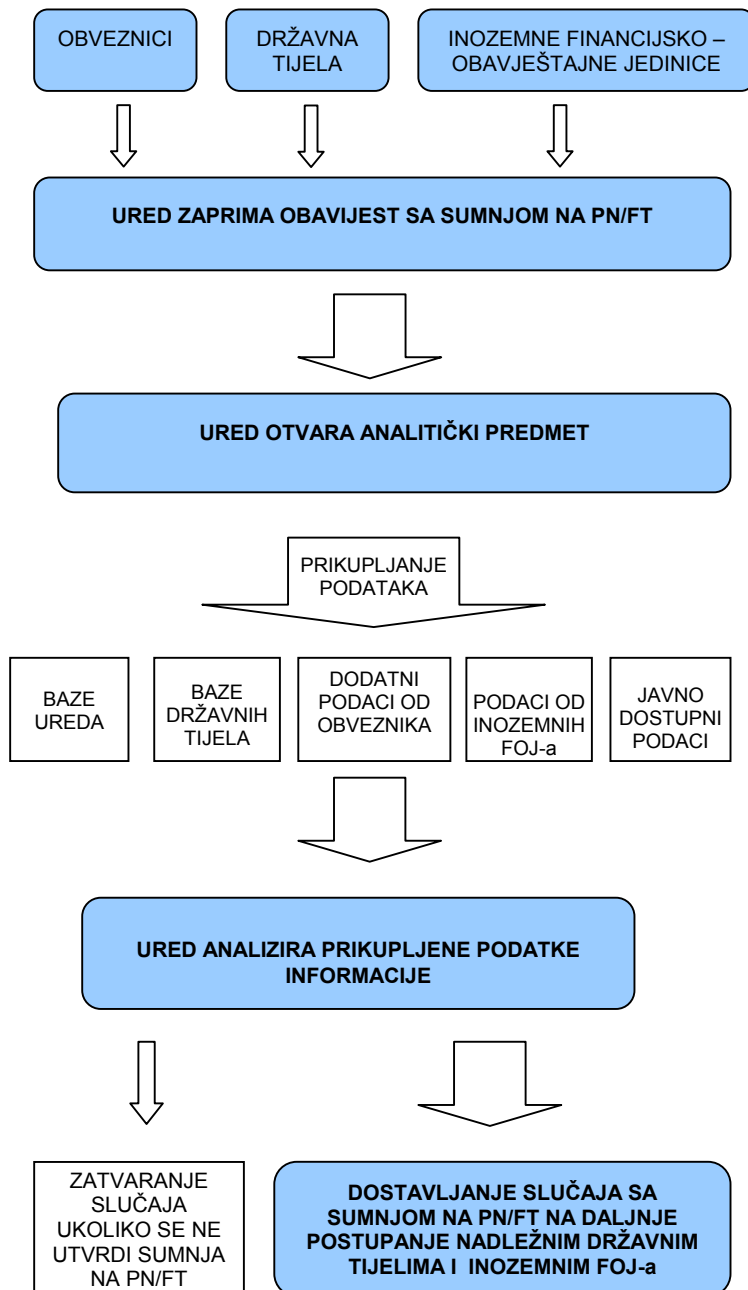 OBVEZNICI
DRŽAVNA
TIJELA
INOZEMNE FINANCIJSKO –
OBAVJEŠTAJNE JEDINICE
URED ZAPRIMA OBAVIJEST SA SUMNJOM NA PN/FT
URED OTVARA ANALITIČKI PREDMET
PRIKUPLJANJE
PODATAKA
BAZE
UREDA
BAZE
DRŽAVNIH
TIJELA
DODATNI
PODACI OD
OBVEZNIKA
PODACI OD
INOZEMNIH
FOJ-a
JAVNO
DOSTUPNI
PODACI
URED ANALIZIRA PRIKUPLJENE PODATKE
INFORMACIJE
ZATVARANJE
SLUČAJA
UKOLIKO SE NE
UTVRDI SUMNJA
NA PN/FT
DOSTAVLJANJE SLUČAJA SA
SUMNJOM NA PN/FT NA DALJNJE
POSTUPANJE NADLEŽNIM DRŽAVNIM
TIJELIMA I INOZEMNIM FOJ-a